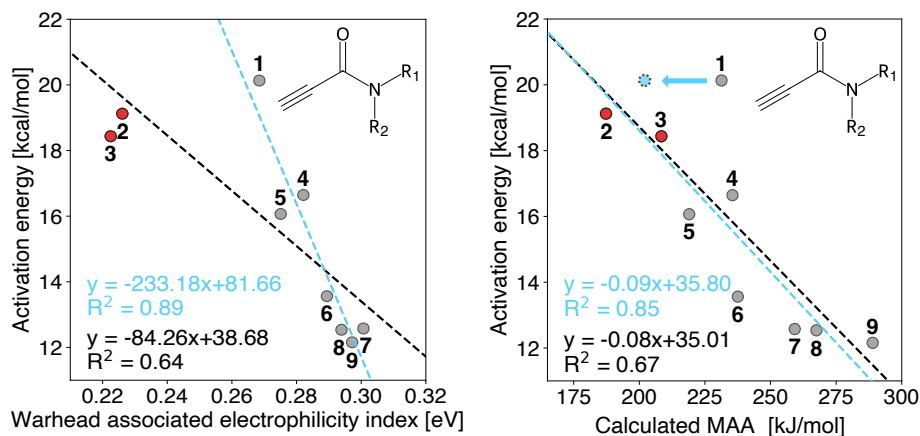 22
20
18
16
14
12
0.22
0.24
0.26
0.28
0.30
0.32
Activation energy [kcal/mol]
Warhead associated electrophilicity index [eV]
O
N
R1
R2
1
2
3
4
5
6
8
7
9
y = -233.18x+81.66
R² = 0.89
y = -84.26x+38.68
R² = 0.64
22
20
18
16
14
12
175
200
225
250
275
300
Activation energy [kcal/mol]
Calculated MAA [kJ/mol]
O
N
R1
R2
1
2
3
4
5
6
7
8
9
y = -0.09x+35.80
R² = 0.85
y = -0.08x+35.01
R² = 0.67